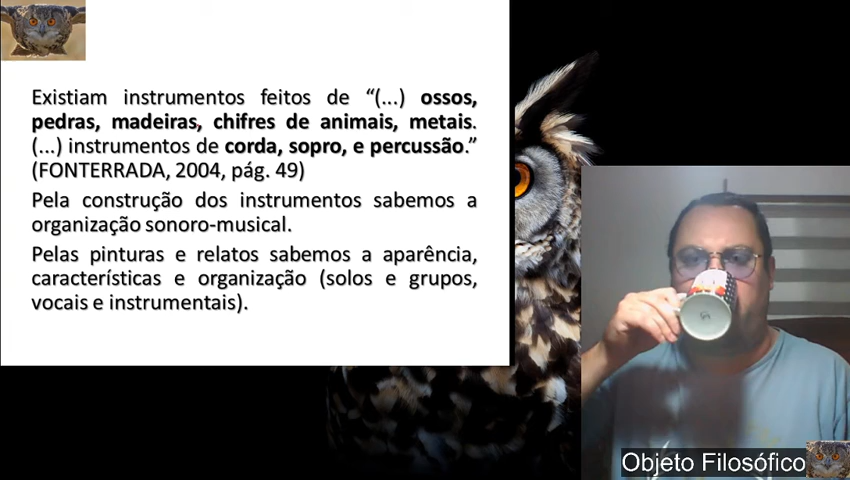 Existiam instrumentos feitos de “(...) ossos,
pedras, madeiras, chifres de animais, metais.
(...) instrumentos de corda, sopro, e percussão.”
(FONTERRADA, 2004, pág. 49)
Pela construção dos instrumentos sabemos a
organização sonoro-musical.
Pelas pinturas e relatos sabemos a aparência,
características e organização (solos e grupos,
vocais e instrumentais).
Objeto Filosófico